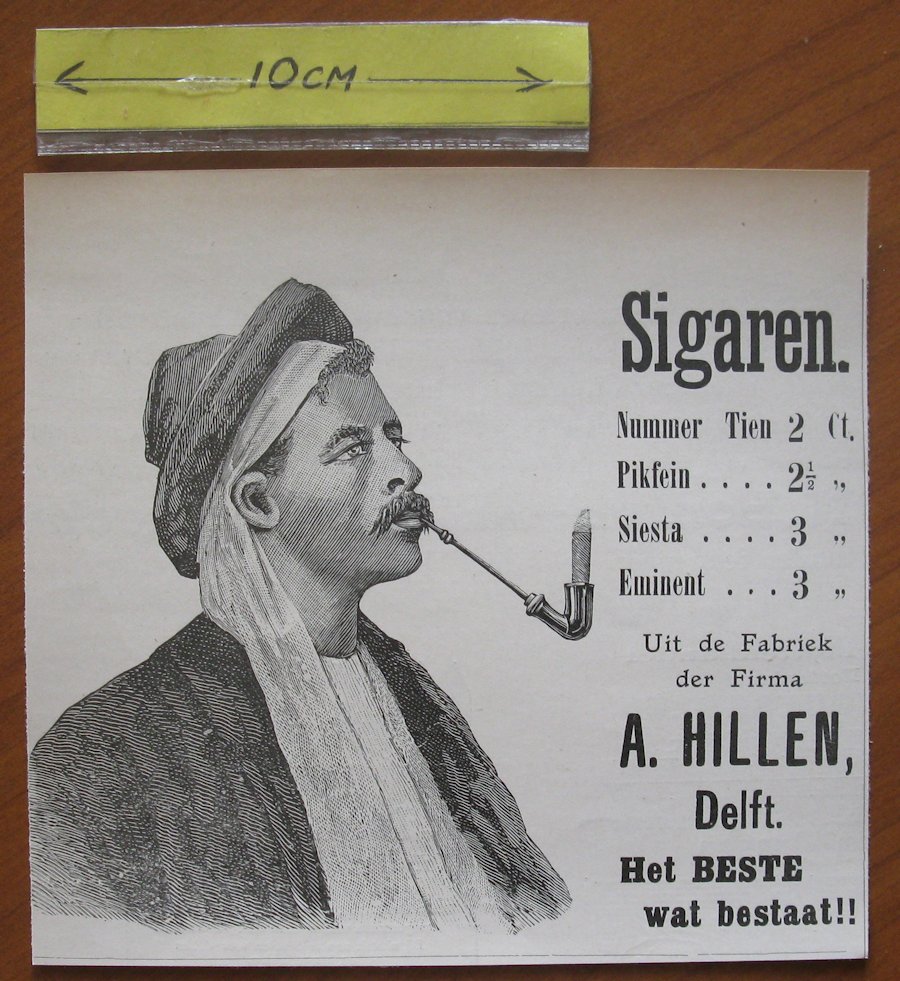 10CM
Sigaren.
Nummer Tien 2 Ct.
Pikfein . . . . 2½ „
Siesta . . . . 3 „
Eminent . . . 3 „
Uit de Fabriek
der Firma
A. HILLEN,
Delft.
Het BESTE
wat bestaat!!